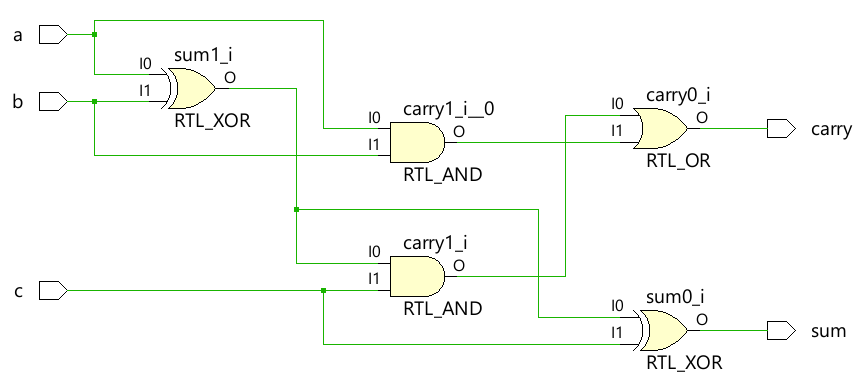 a
I0
sum1_i
O
I1
b
RTL_XOR
carry1_i__0
I0
O
I1
RTL_AND
carry0_i
I0
O
I1
carry
RTL_OR
carry1_i
I0
O
I1
c
RTL_AND
sum0_i
I0
O
I1
sum
RTL_XOR